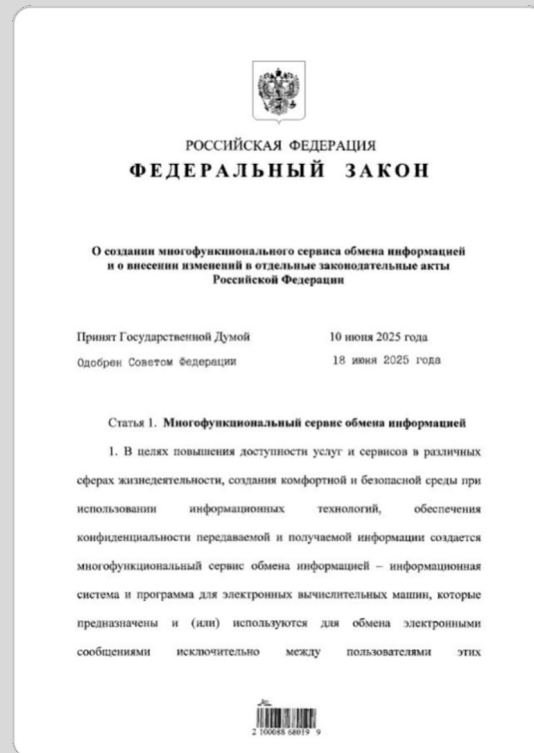 РОССИЙСКАЯ ФЕДЕРАЦИЯ
ФЕДЕРАЛЬНЫЙ ЗАКОН
О создании многофункционального сервиса обмена информацией
и о внесении изменений в отдельные законодательные акты
Российской Федерации
Принят Государственной Думой 10 июня 2025 года
Одобрен Советом Федерации 18 июня 2025 года
Статья 1. Многофункциональный сервис обмена информацией
1. В целях повышения доступности услуг и сервисов в различных
сферах жизнедеятельности, создания комфортной и безопасной среды при
использовании информационных технологий, обеспечения
конфиденциальности передаваемой и получаемой информации создается
многофункциональный сервис обмена информацией – информационная
система и программа для электронных вычислительных машин, которые
предназначены и (или) используются для обмена электронными
сообщениями исключительно между пользователями этих
2 100088 68019 9